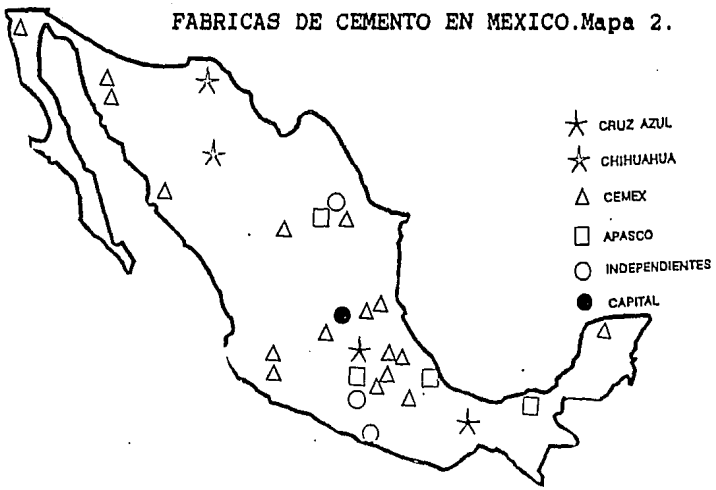 FABRICAS DE CEMENTO EN MEXICO.Mapa 2.
CRUZ AZUL
CHIHUAHUA
CEMEX
APASCO
INDEPENDIENTES
CAPITAL